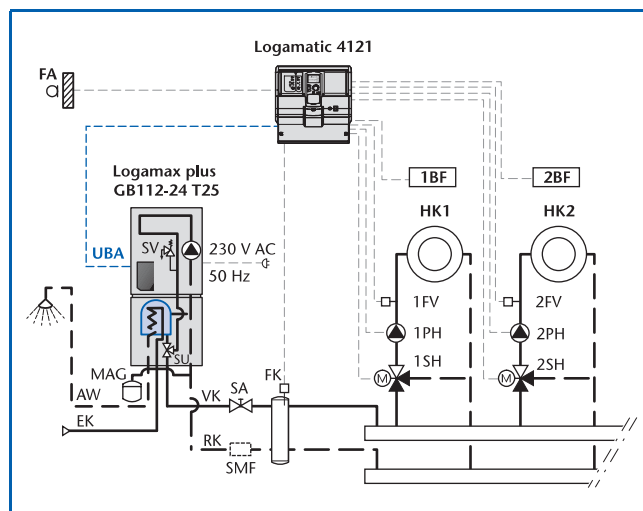 Logamatic 4121
FA
1BF
2BF
Logamax plus
GB112-24 T25
HK1
HK2
UBA
SV
230 V AC
50 Hz
1FV
2FV
1PH
2PH
SU
1SH
2SH
M
M
MAG
FK
AW
VK
SA
EK
RK
SMF